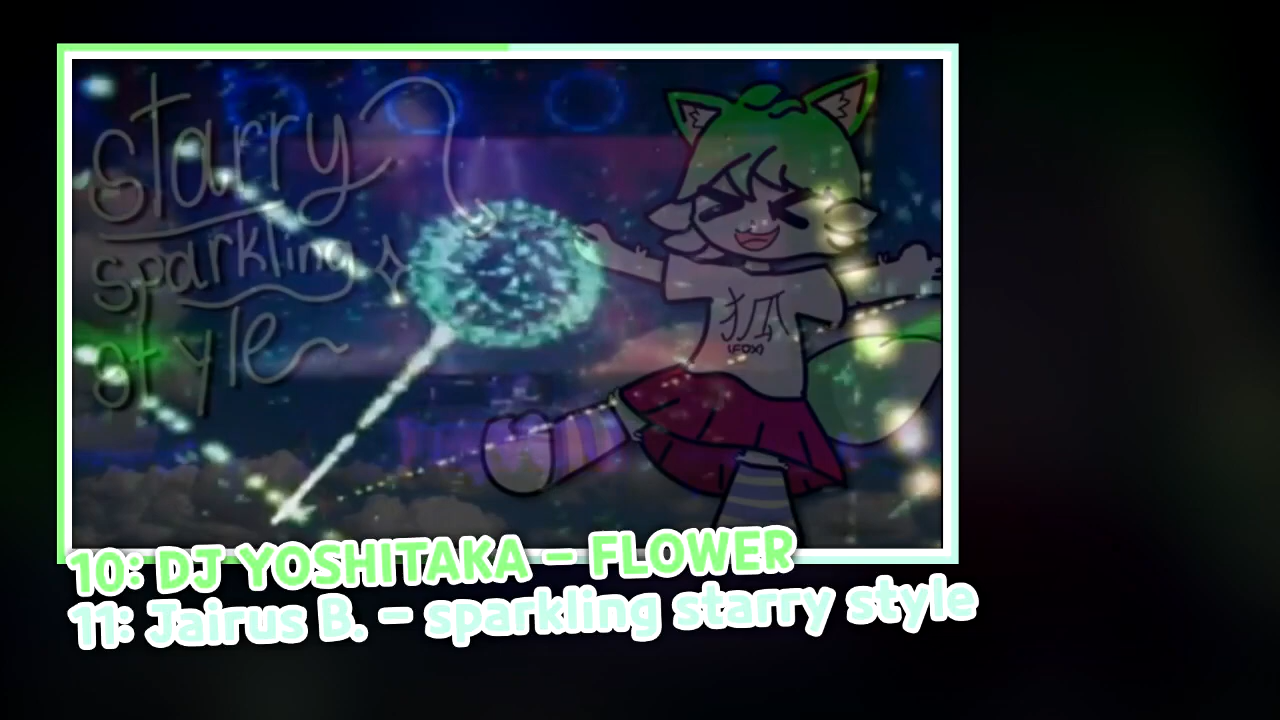 starry
sparkling
style
狐
(FOX)
10: DJ YOSHITAKA - FLOWER
11: Jairus B. - sparkling starry style